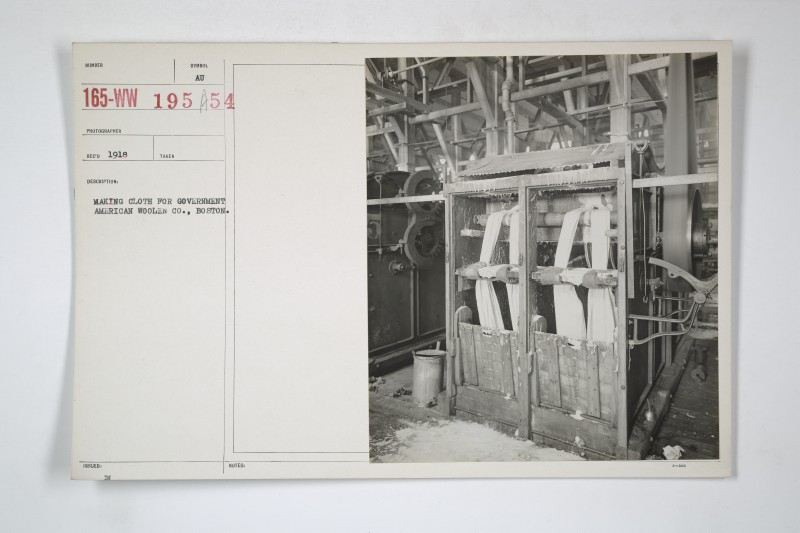 NUMBER
SYMBOL
AU
165-WW 195A54
PHOTOGRAPHER
REC'D 1918
TAKEN
DESCRIPTION:
MAKING CLOTH FOR GOVERNMENT
AMERICAN WOOLEN CO., BOSTON.
ISSUED:
NOTES: